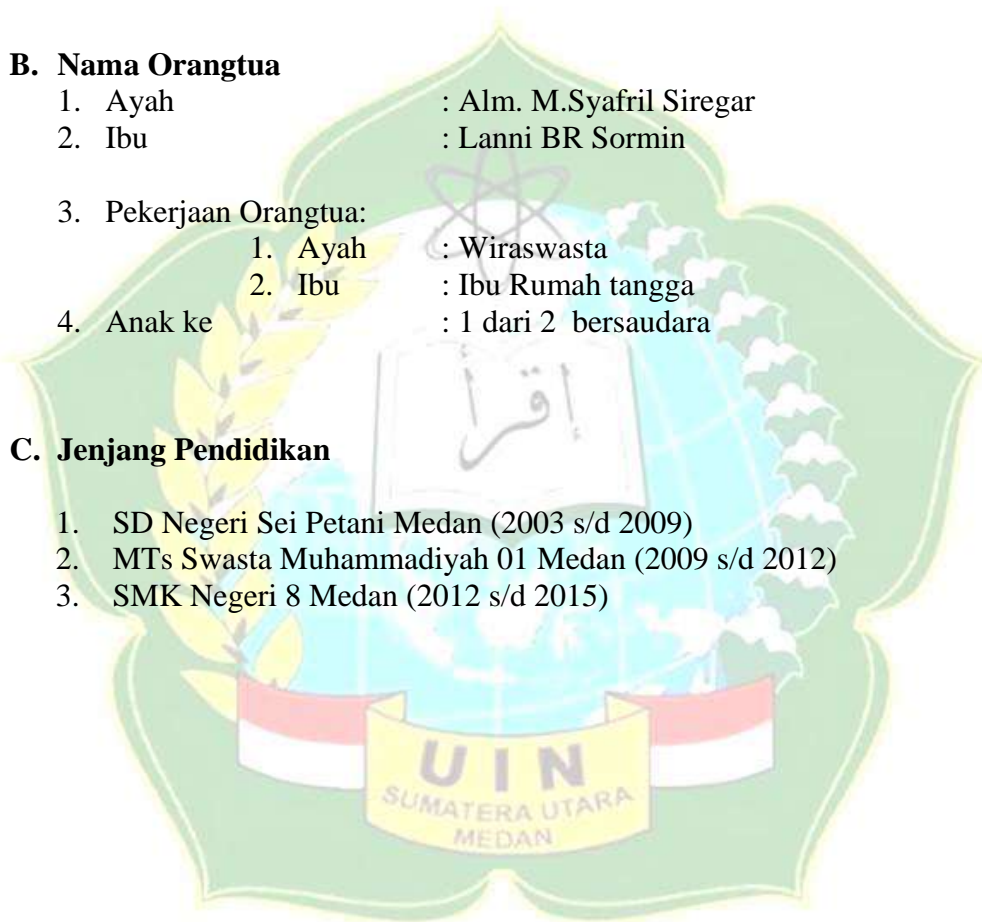 B. Nama Orangtua
1. Ayah : Alm. M.Syafril Siregar
2. Ibu : Lanni BR Sormin
3. Pekerjaan Orangtua:
1. Ayah : Wiraswasta
2. Ibu : Ibu Rumah tangga
4. Anak ke : 1 dari 2 bersaudara
إقرأ
C. Jenjang Pendidikan
1. SD Negeri Sei Petani Medan (2003 s/d 2009)
2. MTs Swasta Muhammadiyah 01 Medan (2009 s/d 2012)
3. SMK Negeri 8 Medan (2012 s/d 2015)
UIN
SUMATERA UTARA
MEDAN